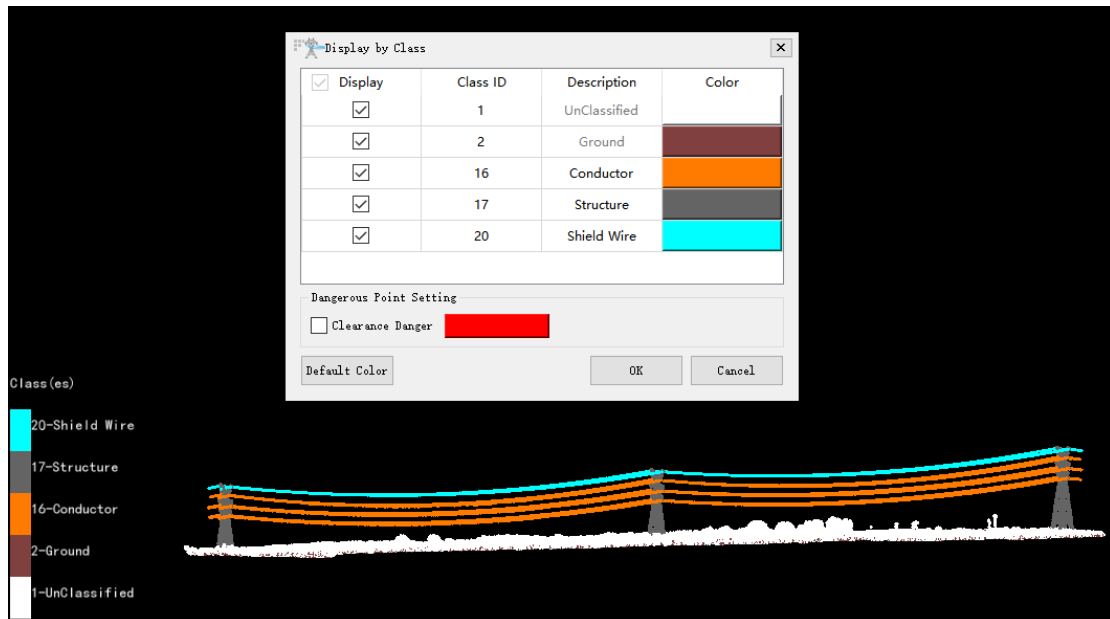 Display by Class
Display Class ID Description Color
1 UnClassified
2 Ground
16 Conductor
17 Structure
20 Shield Wire
Dangerous Point Setting
Clearance Danger
Default Color OK Cancel
Class(es)
20-Shield Wire
17-Structure
16-Conductor
2-Ground
1-UnClassified